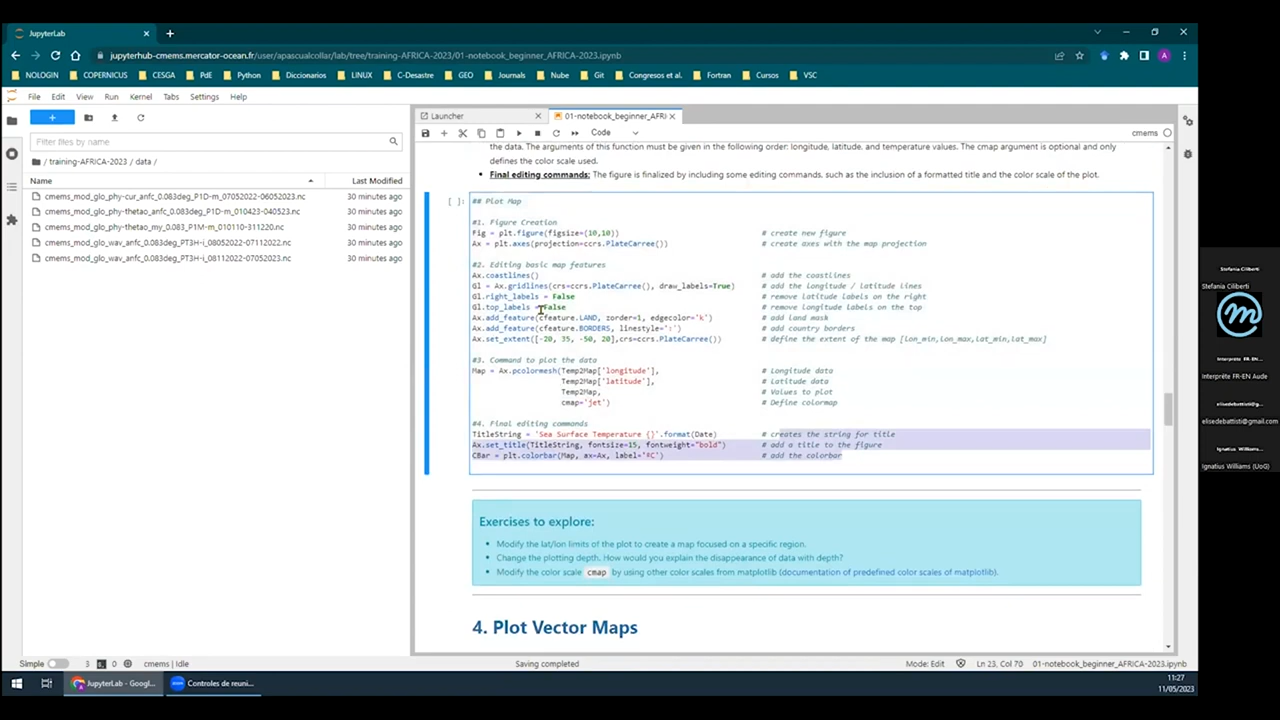 JupyterLab
jupyterhub-cmems.mercator-ocean.fr/user/apascualcollar/lab/tree/training-AFRICA-2023/01-notebook_beginner_AFRICA-2023.ipynb
NOLOGIN COPERNICUS CESGA PdE Python Diccionarios LINUX C-Desastre GEO Journals Nube Git Congresos et al. Fortran Cursos VSC
File Edit View Run Kernel Tabs Settings Help
Launcher
01-notebook_beginner_AFRI
Code
cmems
Filter files by name
/ training-AFRICA-2023 / data /
Name Last Modified
cmems_mod_glo_phy-cur_anfc_0.083deg_P1D-m_07052022-06052023.nc 30 minutes ago
cmems_mod_glo_phy-thetao_anfc_0.083deg_P1D-m_010423-040523.nc 30 minutes ago
cmems_mod_glo_phy-thetao_my_0.083_P1M-m_010110-311220.nc 30 minutes ago
cmems_mod_glo_wav_anfc_0.083deg_PT3H-i_08052022-07112022.nc 30 minutes ago
cmems_mod_glo_wav_anfc_0.083deg_PT3H-i_08112022-07052023.nc 30 minutes ago
the data. The arguments of this function must be given in the following order: longitude, latitude, and temperature values. The cmap argument is optional and only
defines the color scale used.
Final editing commands: The figure is finalized by including some editing commands, such as the inclusion of a formatted title and the color scale of the plot.
[ ]: ## Plot Map
#1. Figure Creation
Fig = plt.figure(figsize=(10,10)) # create new figure
Ax = plt.axes(projection=ccrs.PlateCarree()) # create axes with the map projection
#2. Editing basic map features
Ax.coastlines() # add the coastlines
Gl = Ax.gridlines(crs=ccrs.PlateCarree(), draw_labels=True) # add the longitude / latitude lines
Gl.right_labels = False # remove latitude labels on the right
Gl.top_labels = False # remove latitude labels on the top
Ax.add_feature(cfeature.LAND, zorder=1, edgecolor='k') # add land mask
Ax.add_feature(cfeature.BORDERS, linestyle=':') # add country borders
Ax.set_extent([-20, 35, -50, 20],crs=ccrs.PlateCarree()) # define the extent of the map [lon_min,lon_max,lat_min,lat_max]
#3. Command to plot the data
Map = Ax.pcolormesh(Temp2Map['longitude'], # Longitude data
Temp2Map['latitude'], # Latitude data
Temp2Map, # Values to plot
cmap='jet') # Define colormap
#4. Final editing commands
TitleString = 'Sea Surface Temperature {}'.format(Date) # creates the string for title
Ax.set_title(TitleString, fontsize=15, fontweight="bold") # add a title to the figure
CBar = plt.colorbar(Map, ax=Ax, label='ºC') # add the colorbar
Exercises to explore:
Modify the lat/lon limits of the plot to create a map focused on a specific region.
Change the plotting depth. How would you explain the disappearance of data with depth?
Modify the color scale cmap by using other color scales from matplotlib (documentation of predefined color scales of matplotlib).
4. Plot Vector Maps
Simple 3 0 cmems | Idle Saving completed Mode: Edit Ln 23, Col 70 01-notebook_beginner_AFRICA-2023.ipynb
JupyterLab - Googl...
Controles de reuni...
11:27
11/05/2023
Stefania Ciliberti
Stefania Ciliberti
Interprète FR-EN ...
Interprète FR-EN Aude
elisedebattisti@g...
elisedebattisti@gmail.com
Ignatius Williams...
Ignatius Williams (UoG)